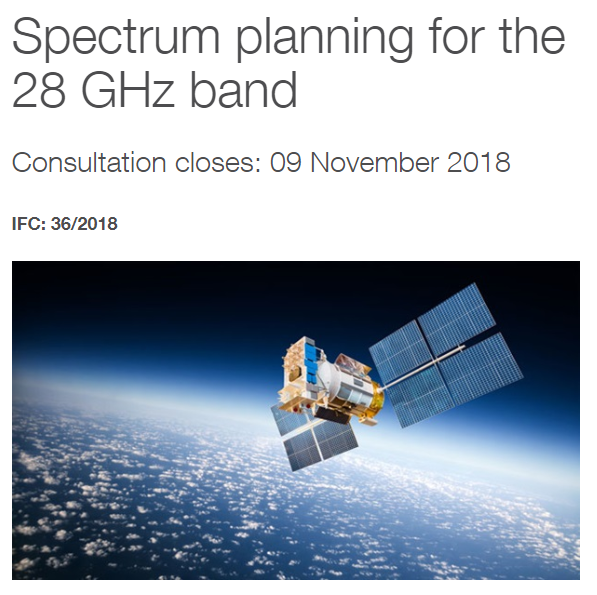 Spectrum planning for the
28 GHz band
Consultation closes: 09 November 2018
IFC: 36/2018